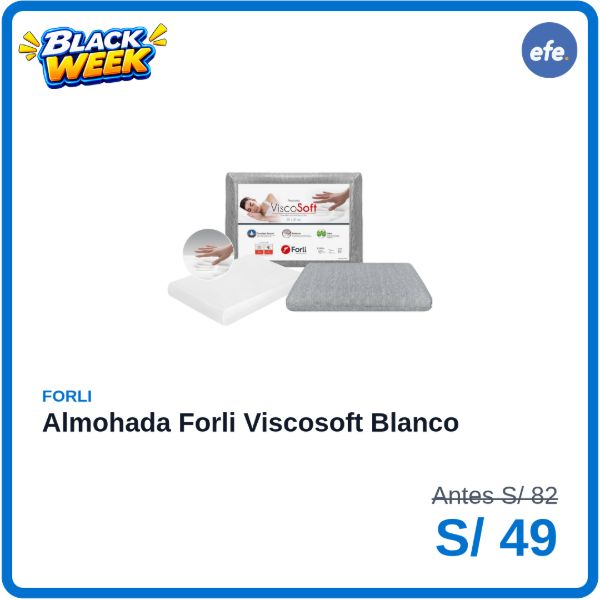 BLACK
WEEK
efe.
ViscoSoft
Forli
FORLI
Almohada Forli Viscosoft Blanco
Antes S/ 82
S/ 49